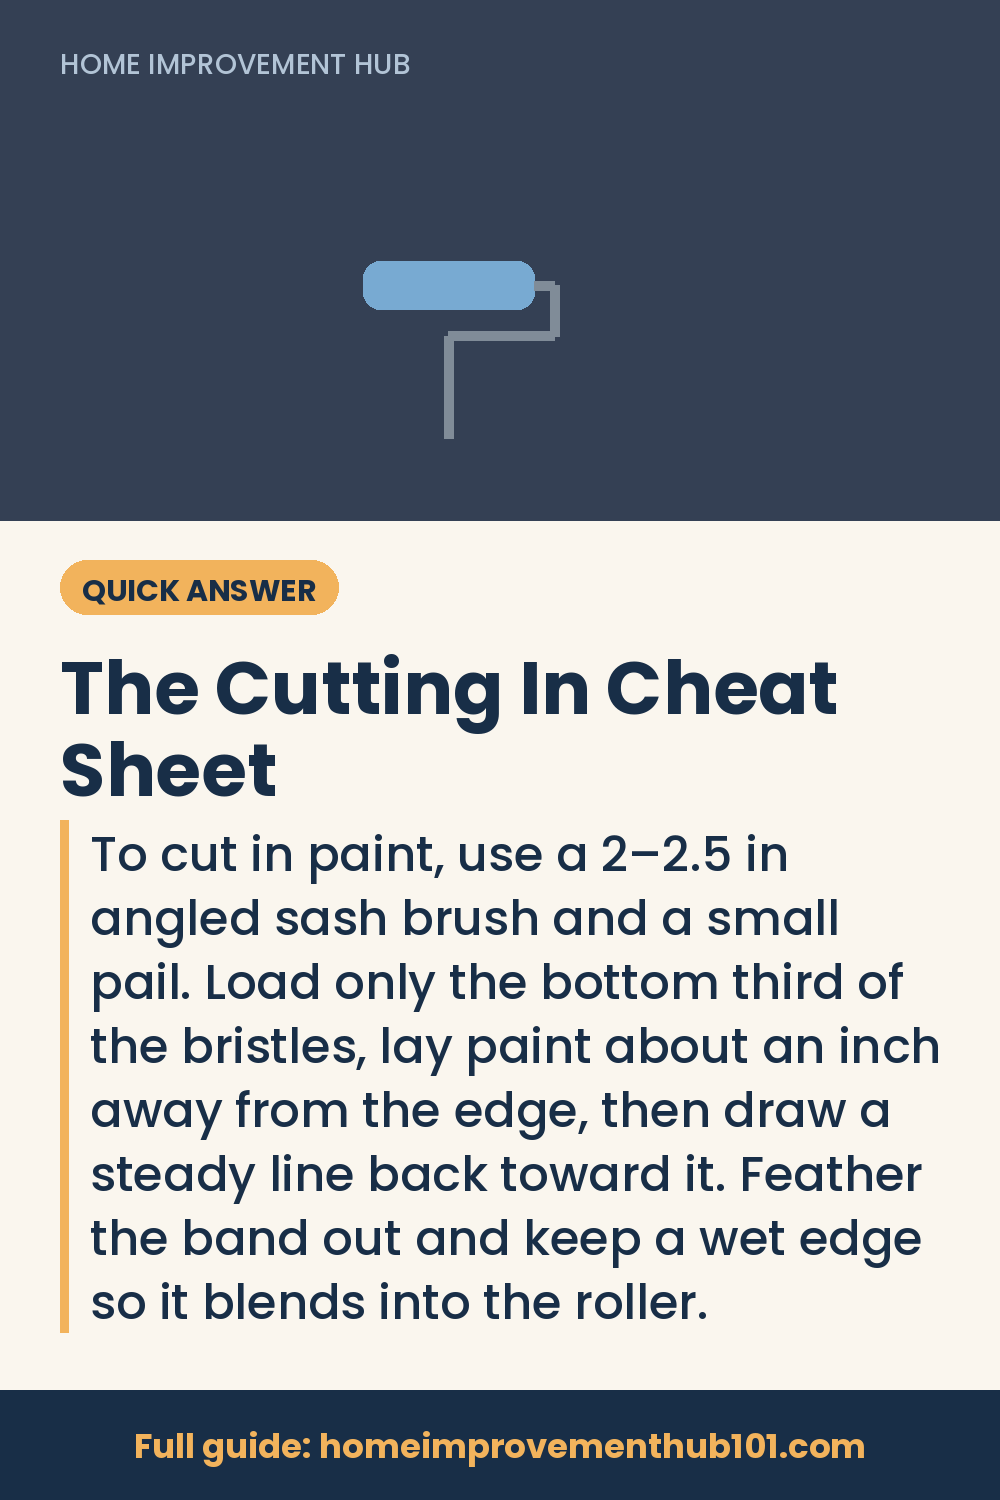 HOME IMPROVEMENT HUB
QUICK ANSWER
The Cutting In Cheat
Sheet
To cut in paint, use a 2–2.5 in
angled sash brush and a small
pail. Load only the bottom third of
the bristles, lay paint about an inch
away from the edge, then draw a
steady line back toward it. Feather
the band out and keep a wet edge
so it blends into the roller.
Full guide: homeimprovementhub101.com